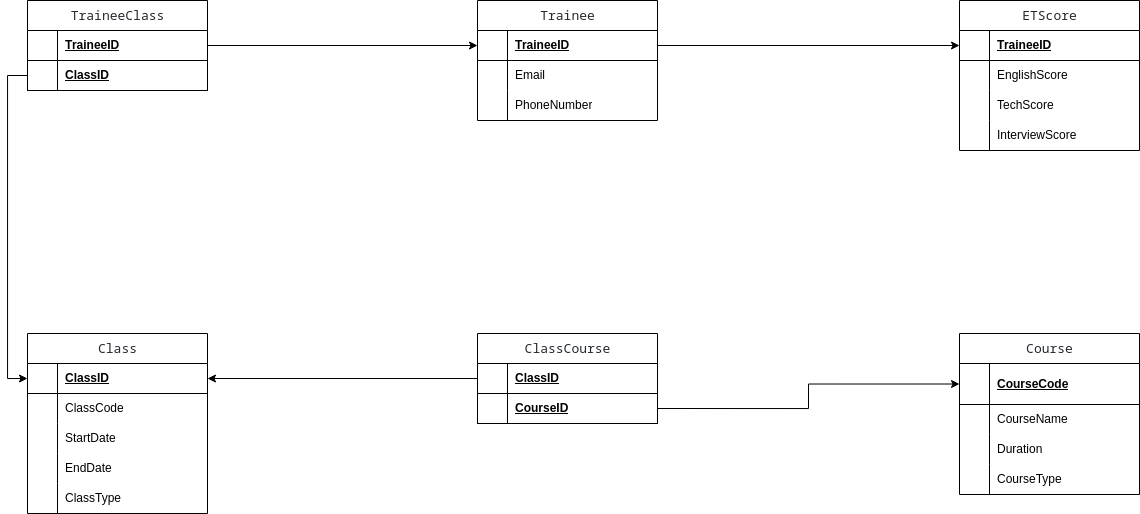 TraineeClass
TraineeID
ClassID
Trainee
TraineeID
Email
PhoneNumber
ETScore
TraineeID
EnglishScore
TechScore
InterviewScore
Class
ClassID
ClassCode
StartDate
EndDate
ClassType
ClassCourse
ClassID
CourseID
Course
CourseCode
CourseName
Duration
CourseType